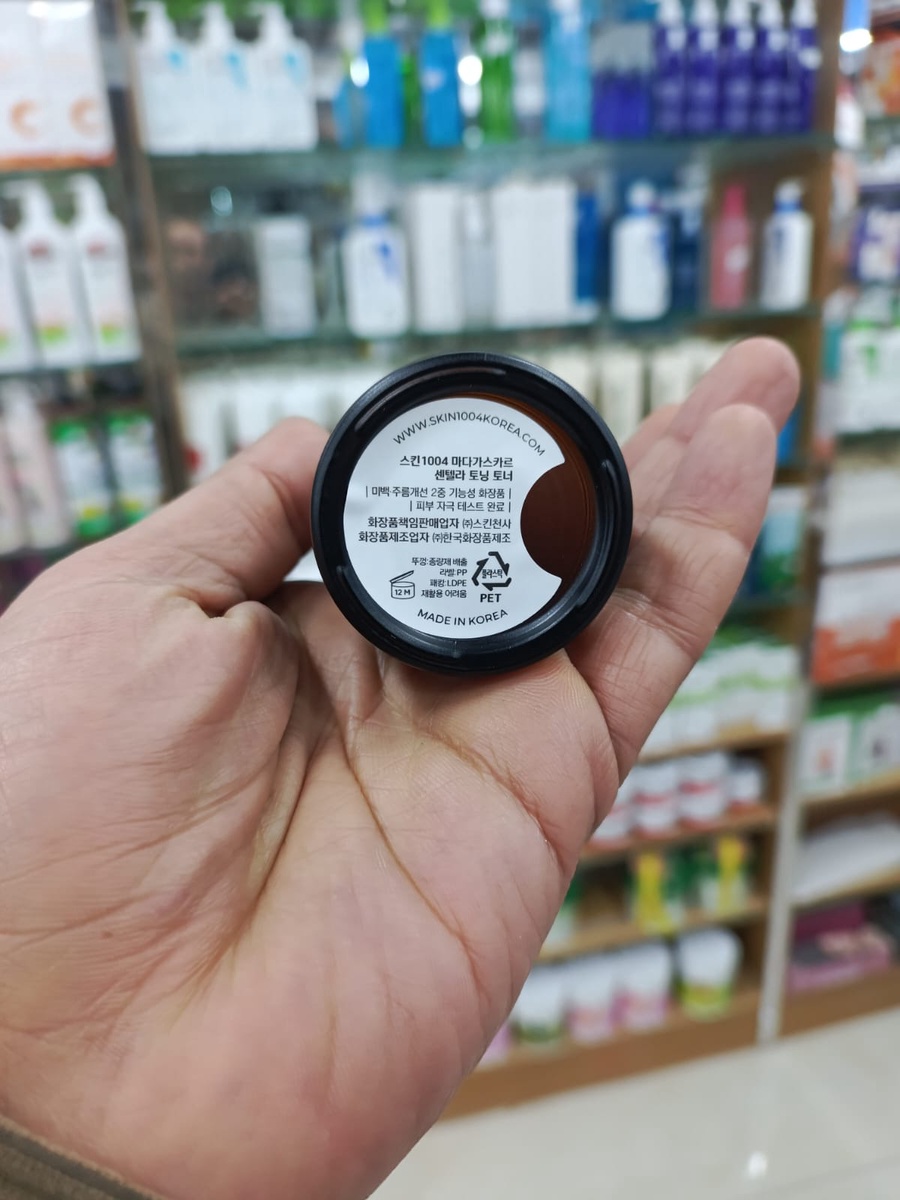 WWW.SKIN1004KOREA.COM
스킨1004 마다가스카르
센텔라 토닝 토너
| 미백·주름개선 2중 기능성 화장품 |
| 피부 자극 테스트 완료 |
화장품책임판매업자 ㈜스킨천사
화장품제조업자 ㈜한국화장품제조
뚜껑:종량제 배출
라벨:PP
패킹:LDPE
재활용 어려움
12 M
플라스틱
PET
MADE IN KOREA